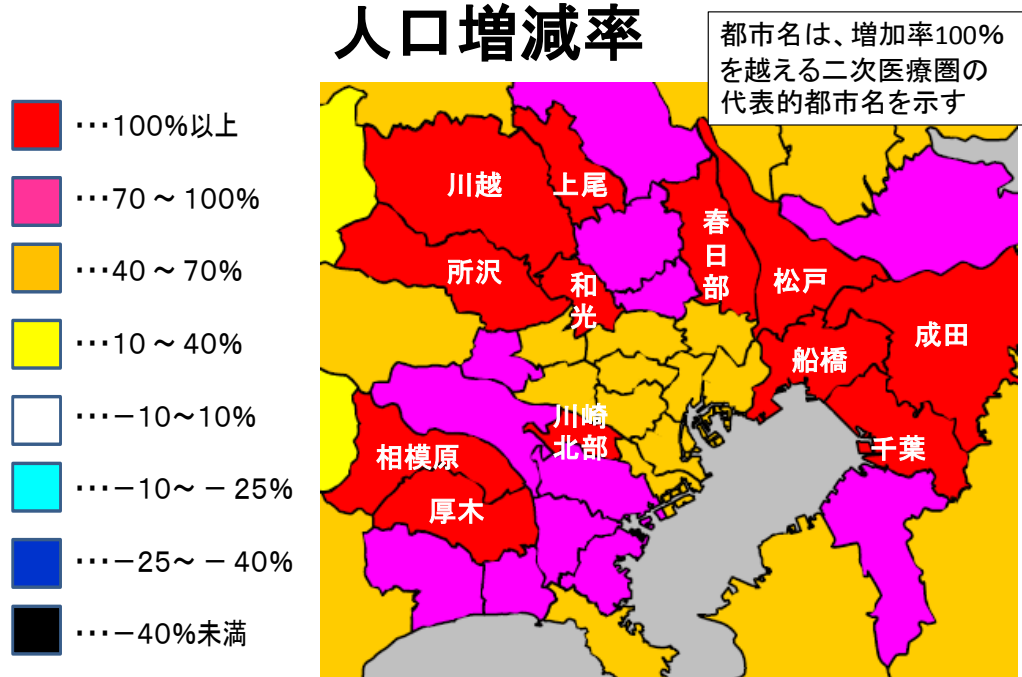 人口増減率
都市名は、増加率100%
を越える二次医療圏の
代表的都市名を示す
…100%以上
…70～100%
…40～70%
…10～40%
…－10～10%
…－10～－25%
…－25～－40%
…－40%未満
川越
上尾
春日部
所沢
和光
松戸
成田
船橋
川崎
北部
千葉
相模原
厚木